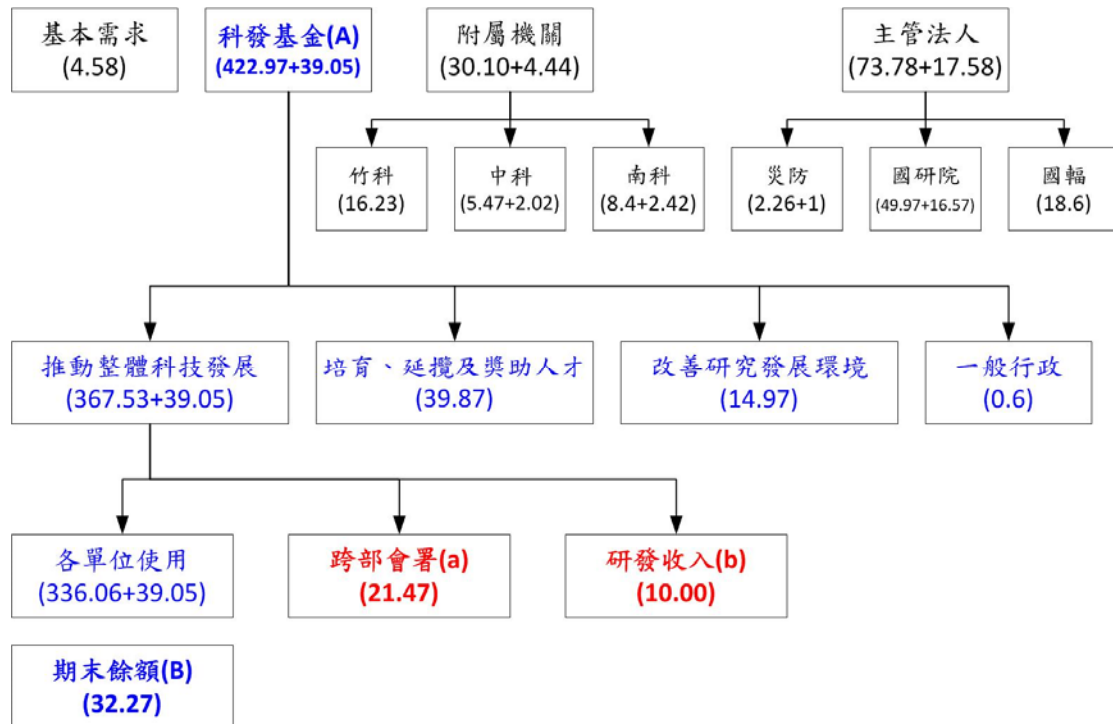 基本需求
(4.58)
科發基金(A)
(422.97+39.05)
附屬機關
(30.10+4.44)
主管法人
(73.78+17.58)
竹科
(16.23)
中科
(5.47+2.02)
南科
(8.4+2.42)
災防
(2.26+1)
國研院
(49.97+16.57)
國輻
(18.6)
推動整體科技發展
(367.53+39.05)
培育、延攬及獎助人才
(39.87)
改善研究發展環境
(14.97)
一般行政
(0.6)
各單位使用
(336.06+39.05)
跨部會署(a)
(21.47)
研發收入(b)
(10.00)
期末餘額(B)
(32.27)